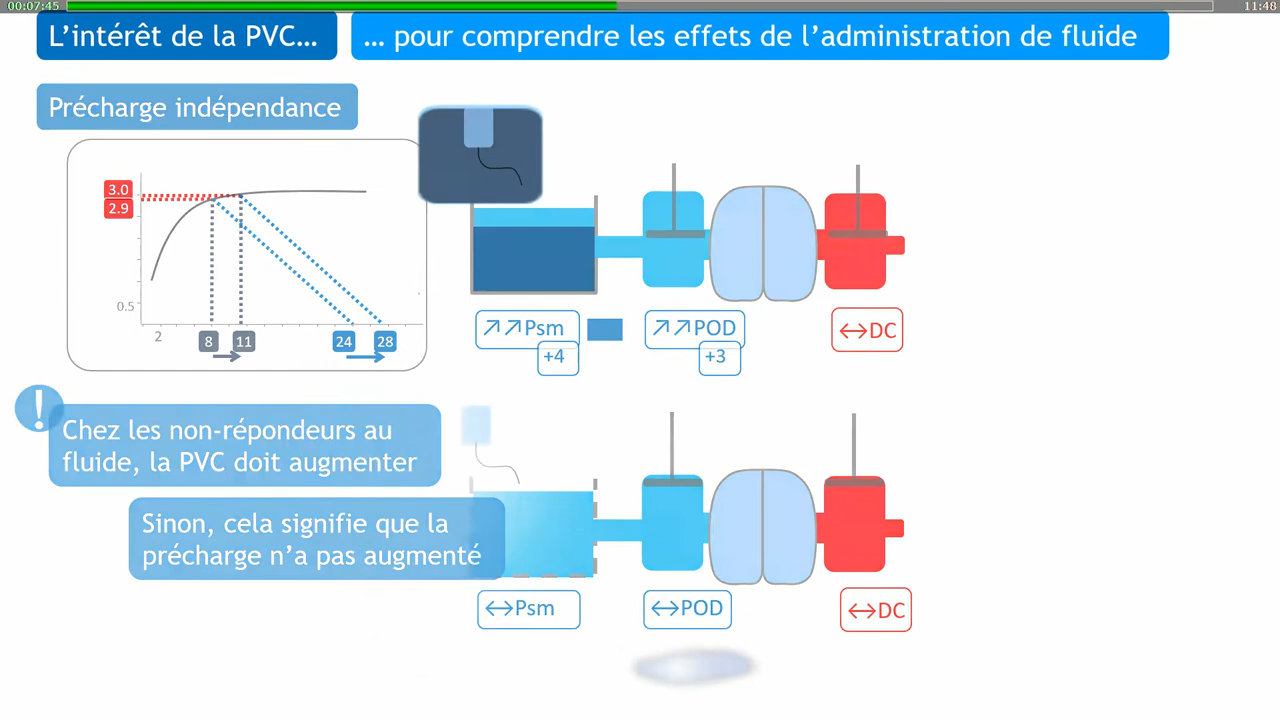 00:07:45
11:48
L’intérêt de la PVC…
… pour comprendre les effets de l’administration de fluide
Précharge indépendance
3.0
2.9
0.5
2
8
11
24
28
↗↗Psm
+4
↗↗POD
+3
↔DC
!
Chez les non-répondeurs au
fluide, la PVC doit augmenter
Sinon, cela signifie que la
précharge n’a pas augmenté
↔Psm
↔POD
↔DC